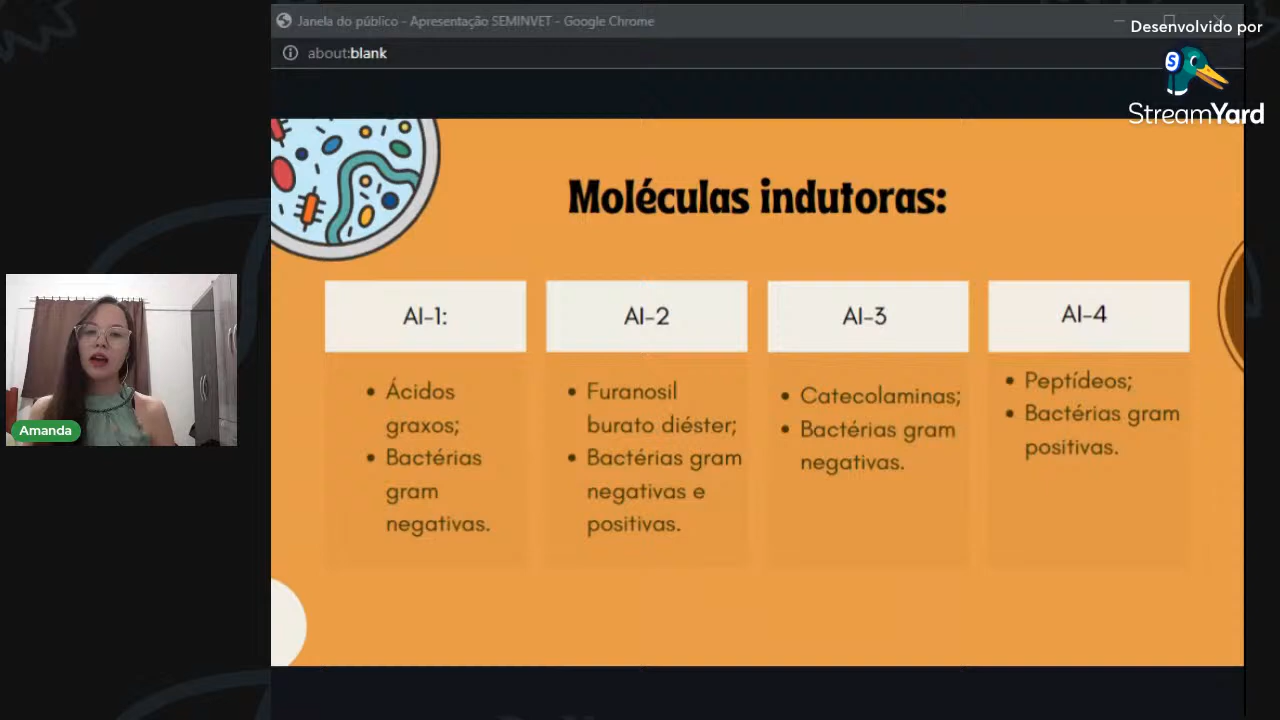 Janela do público - Apresentação SEMINVET - Google Chrome
about:blank
Desenvolvido por
StreamYard
Moléculas indutoras:
AI-1:
Ácidos
graxos;
Bactérias
gram
negativas.
AI-2
Furanosil
burato diéster;
Bactérias gram
negativas e
positivas.
AI-3
Catecolaminas;
Bactérias gram
negativas.
AI-4
Peptídeos;
Bactérias gram
positivas.
Amanda